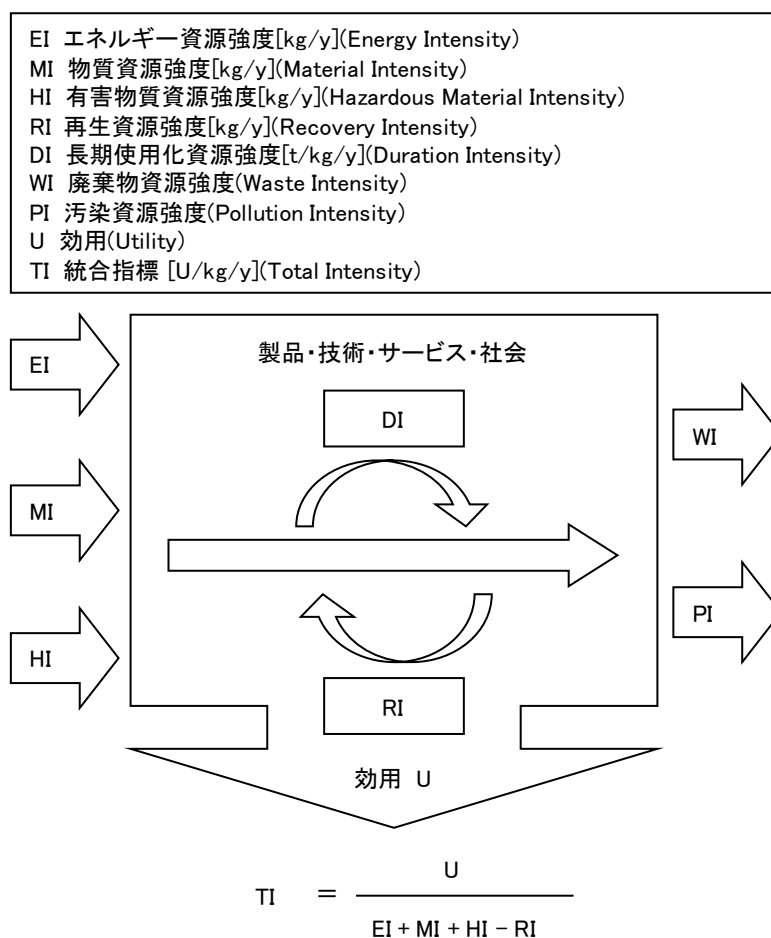 EI エネルギー資源強度[kg/y](Energy Intensity)
MI 物質資源強度[kg/y](Material Intensity)
HI 有害物質資源強度[kg/y](Hazardous Material Intensity)
RI 再生資源強度[kg/y](Recovery Intensity)
DI 長期使用化資源強度[t/kg/y](Duration Intensity)
WI 廃棄物資源強度(Waste Intensity)
PI 汚染資源強度(Pollution Intensity)
U 効用(Utility)
TI 統合指標 [U/kg/y](Total Intensity)
製品・技術・サービス・社会
EI
DI
WI
MI
HI
PI
RI
効用 U
TI = U
EI + MI + HI − RI